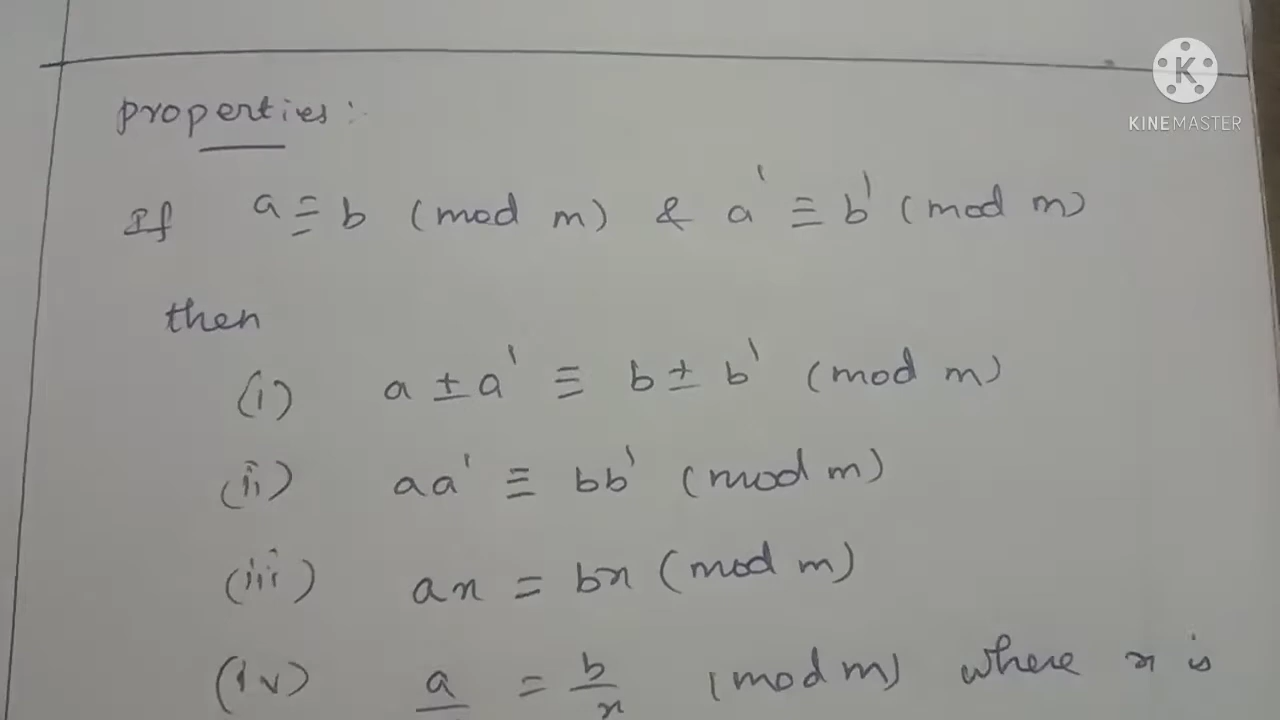 K
KINEMASTER
properties :
If a ≡ b (mod m) & a' ≡ b' (mod m)
then
(i) a ± a' ≡ b ± b' (mod m)
(ii) aa' ≡ bb' (mod m)
(iii) ax = bx (mod m)
(iv) a/ = b/x (mod m) where x is